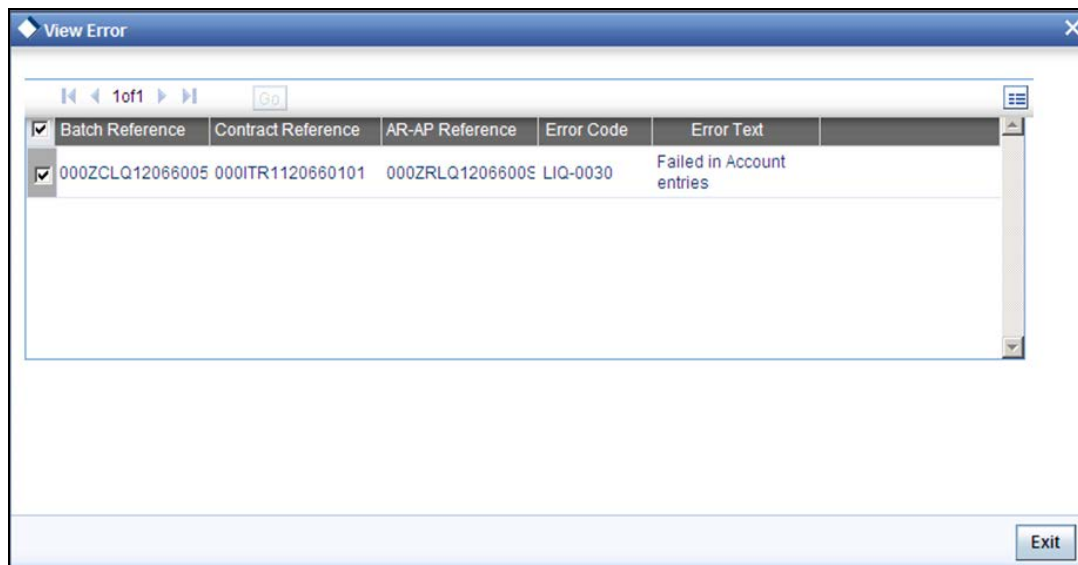 View Error
1of1 Go
Batch Reference Contract Reference AR-AP Reference Error Code Error Text
000ZCLQ12066005 000ITR1120660101 000ZRLQ1206600S LIQ-0030 Failed in Account
entries
Exit